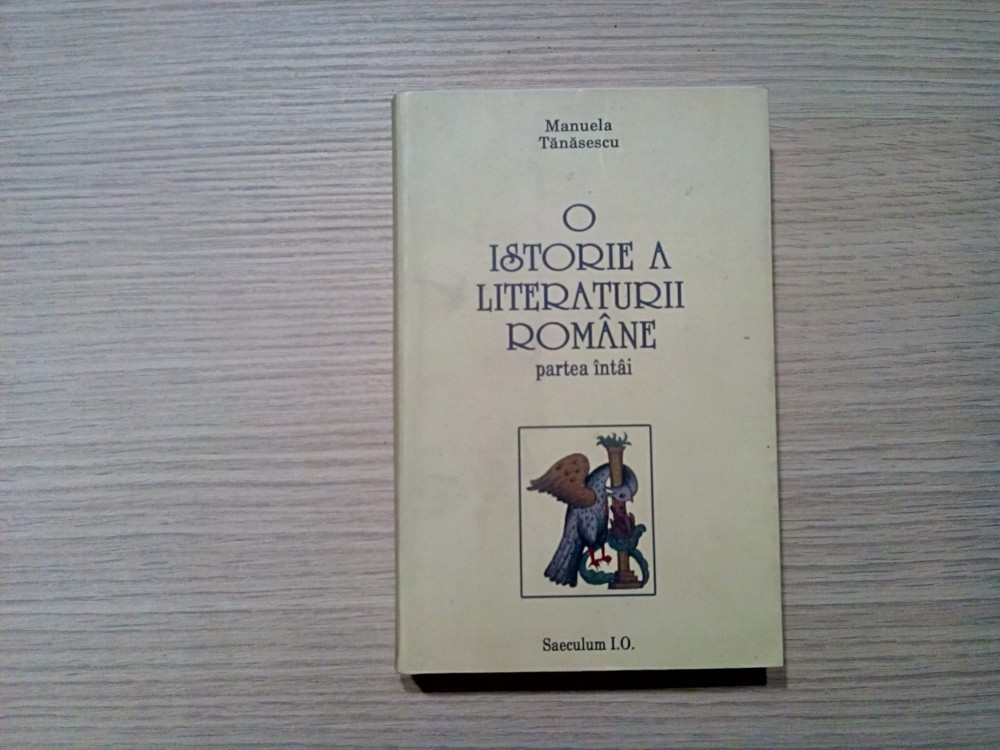 Manuela
Tănăsescu
O
ISTORIE A
LITERATURII
ROMÂNE
partea întâi
Saeculum I.O.